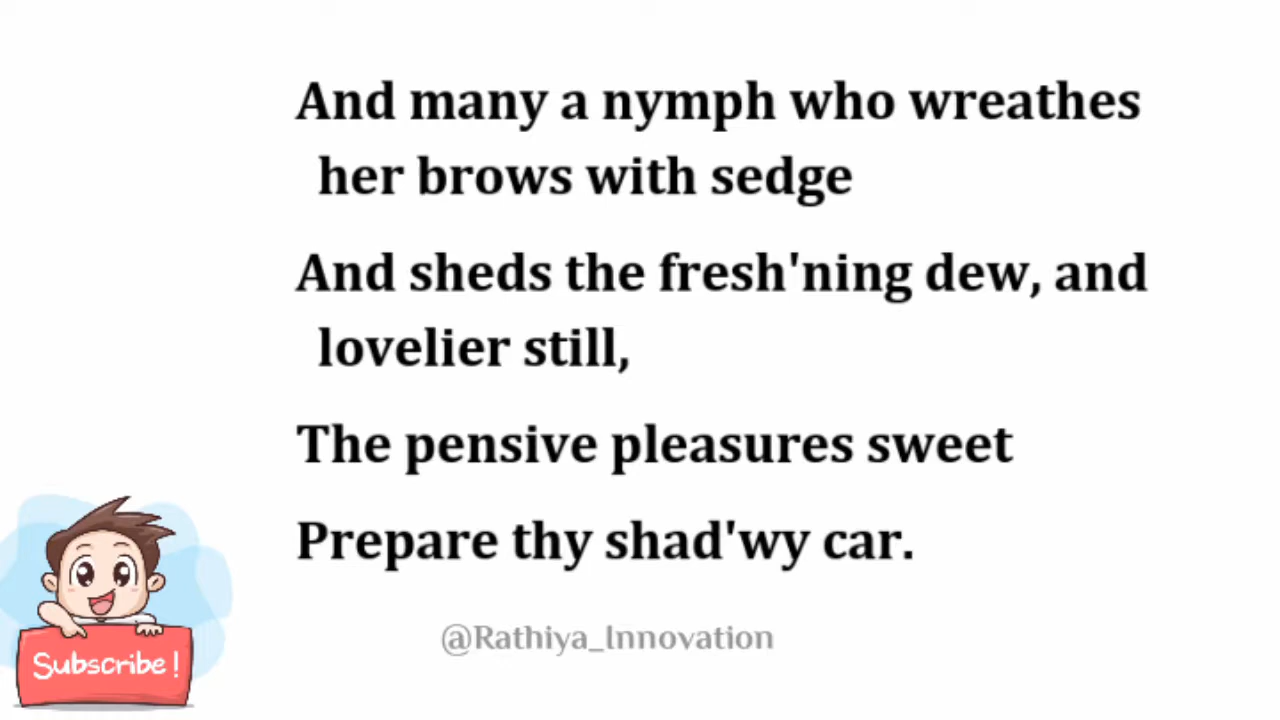 And many a nymph who wreathes
her brows with sedge
And sheds the fresh'ning dew, and
lovelier still,
The pensive pleasures sweet
Prepare thy shad'wy car.
@Rathiya_Innovation
Subscribe!